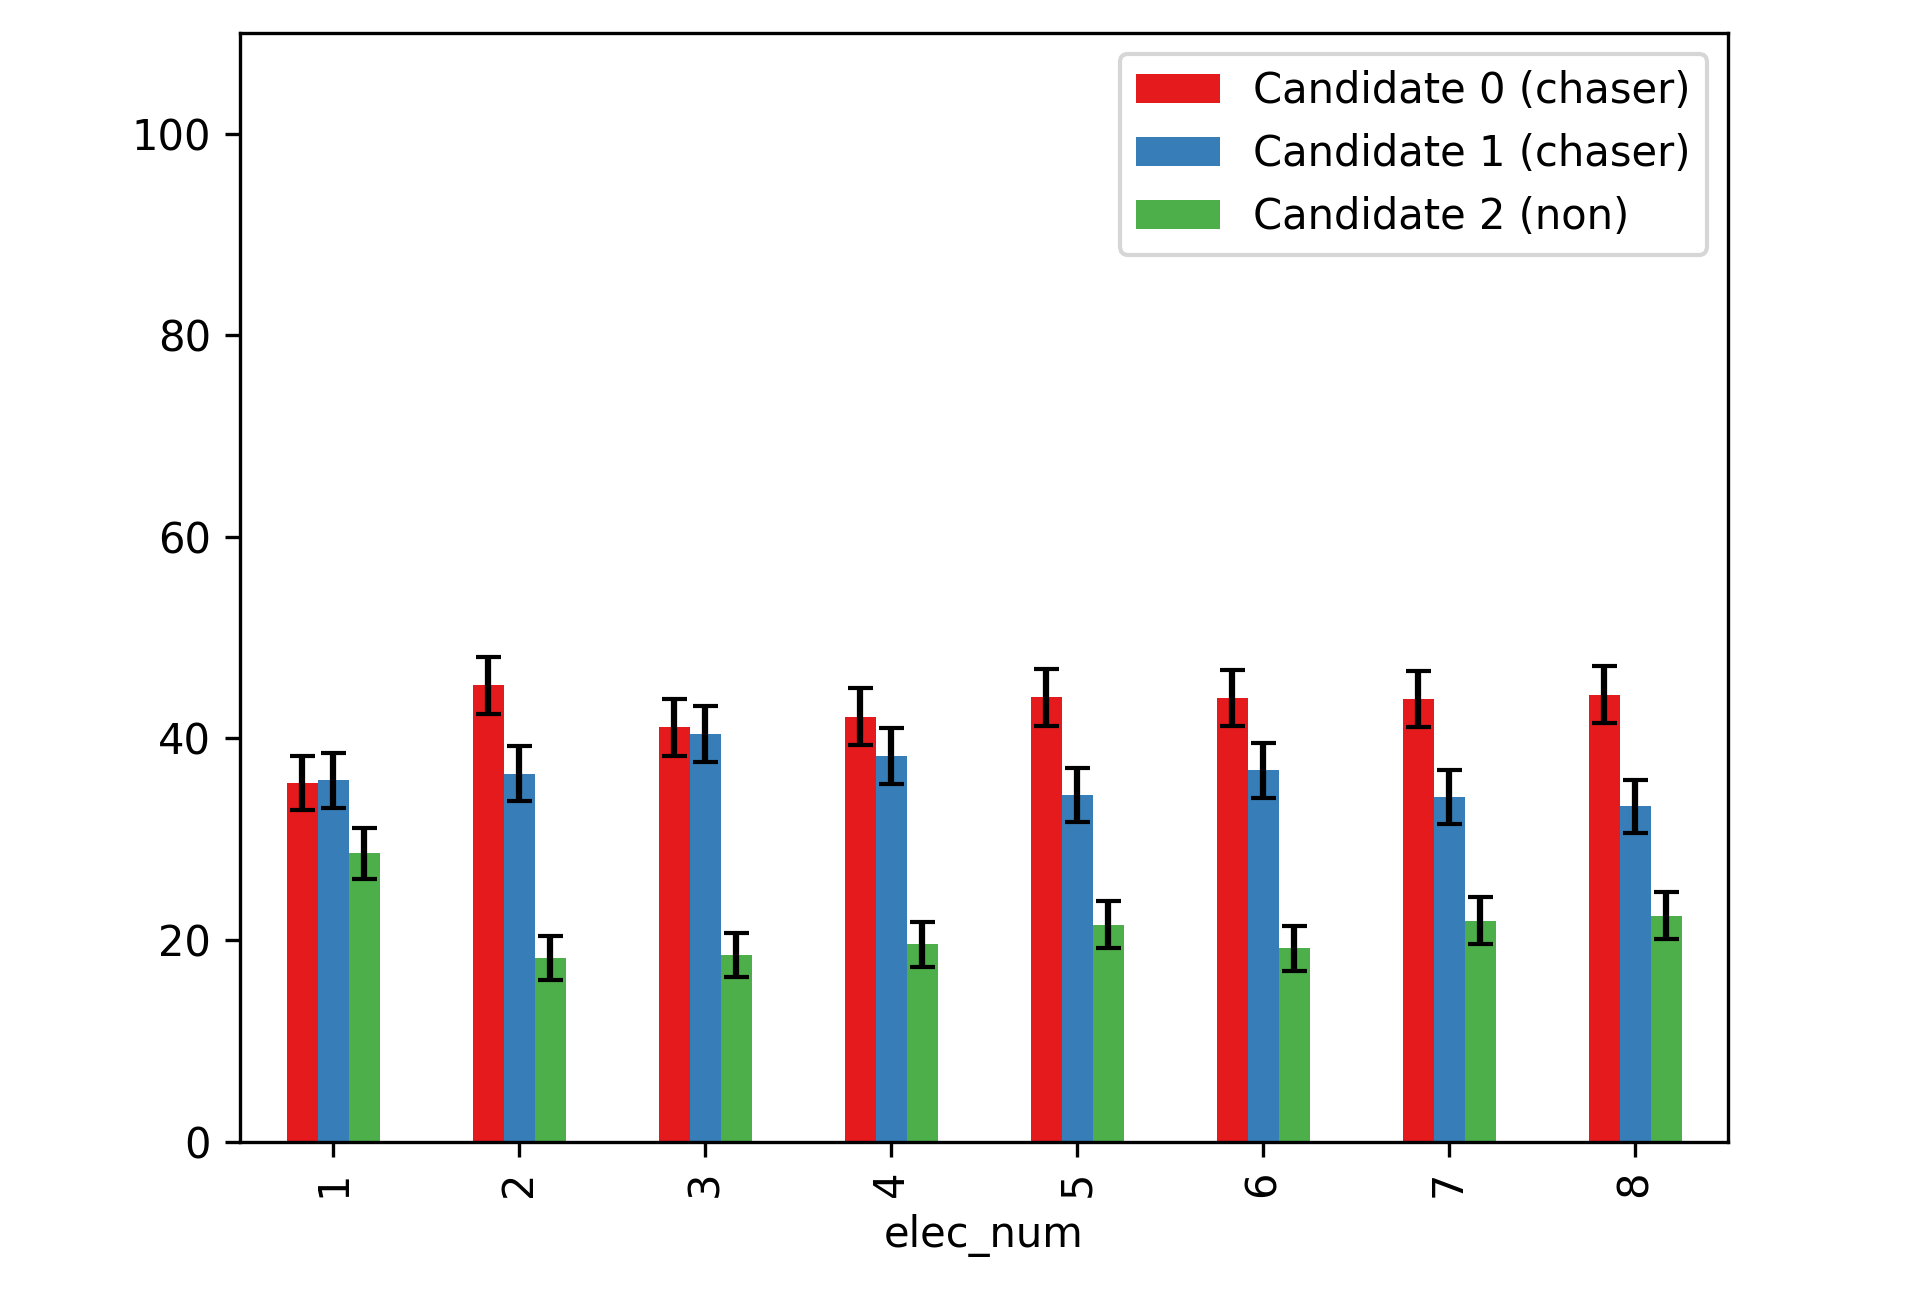 Candidate 0 (chaser)
Candidate 1 (chaser)
Candidate 2 (non)
100
80
60
40
20
0
1 2 3 4 5 6 7 8
elec_num